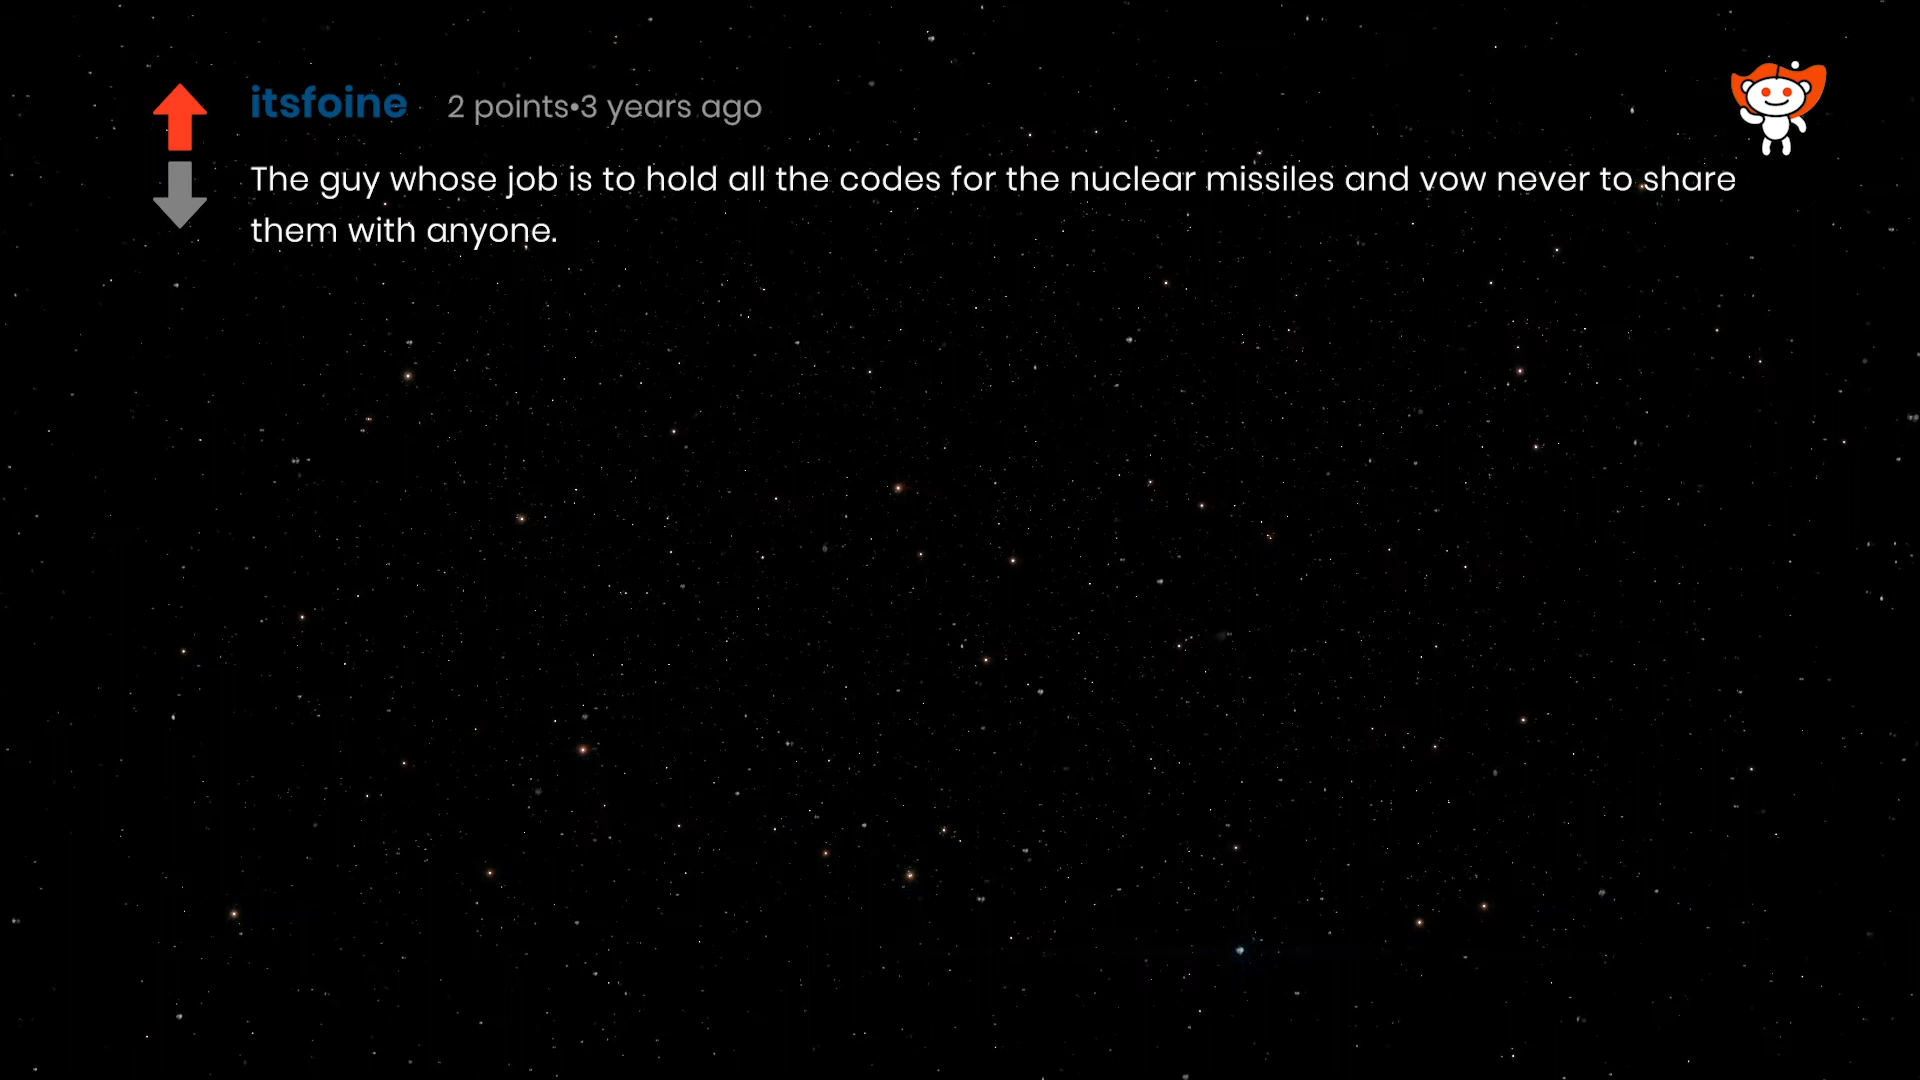 itsfoine 2 points•3 years ago
The guy whose job is to hold all the codes for the nuclear missiles and vow never to share
them with anyone.